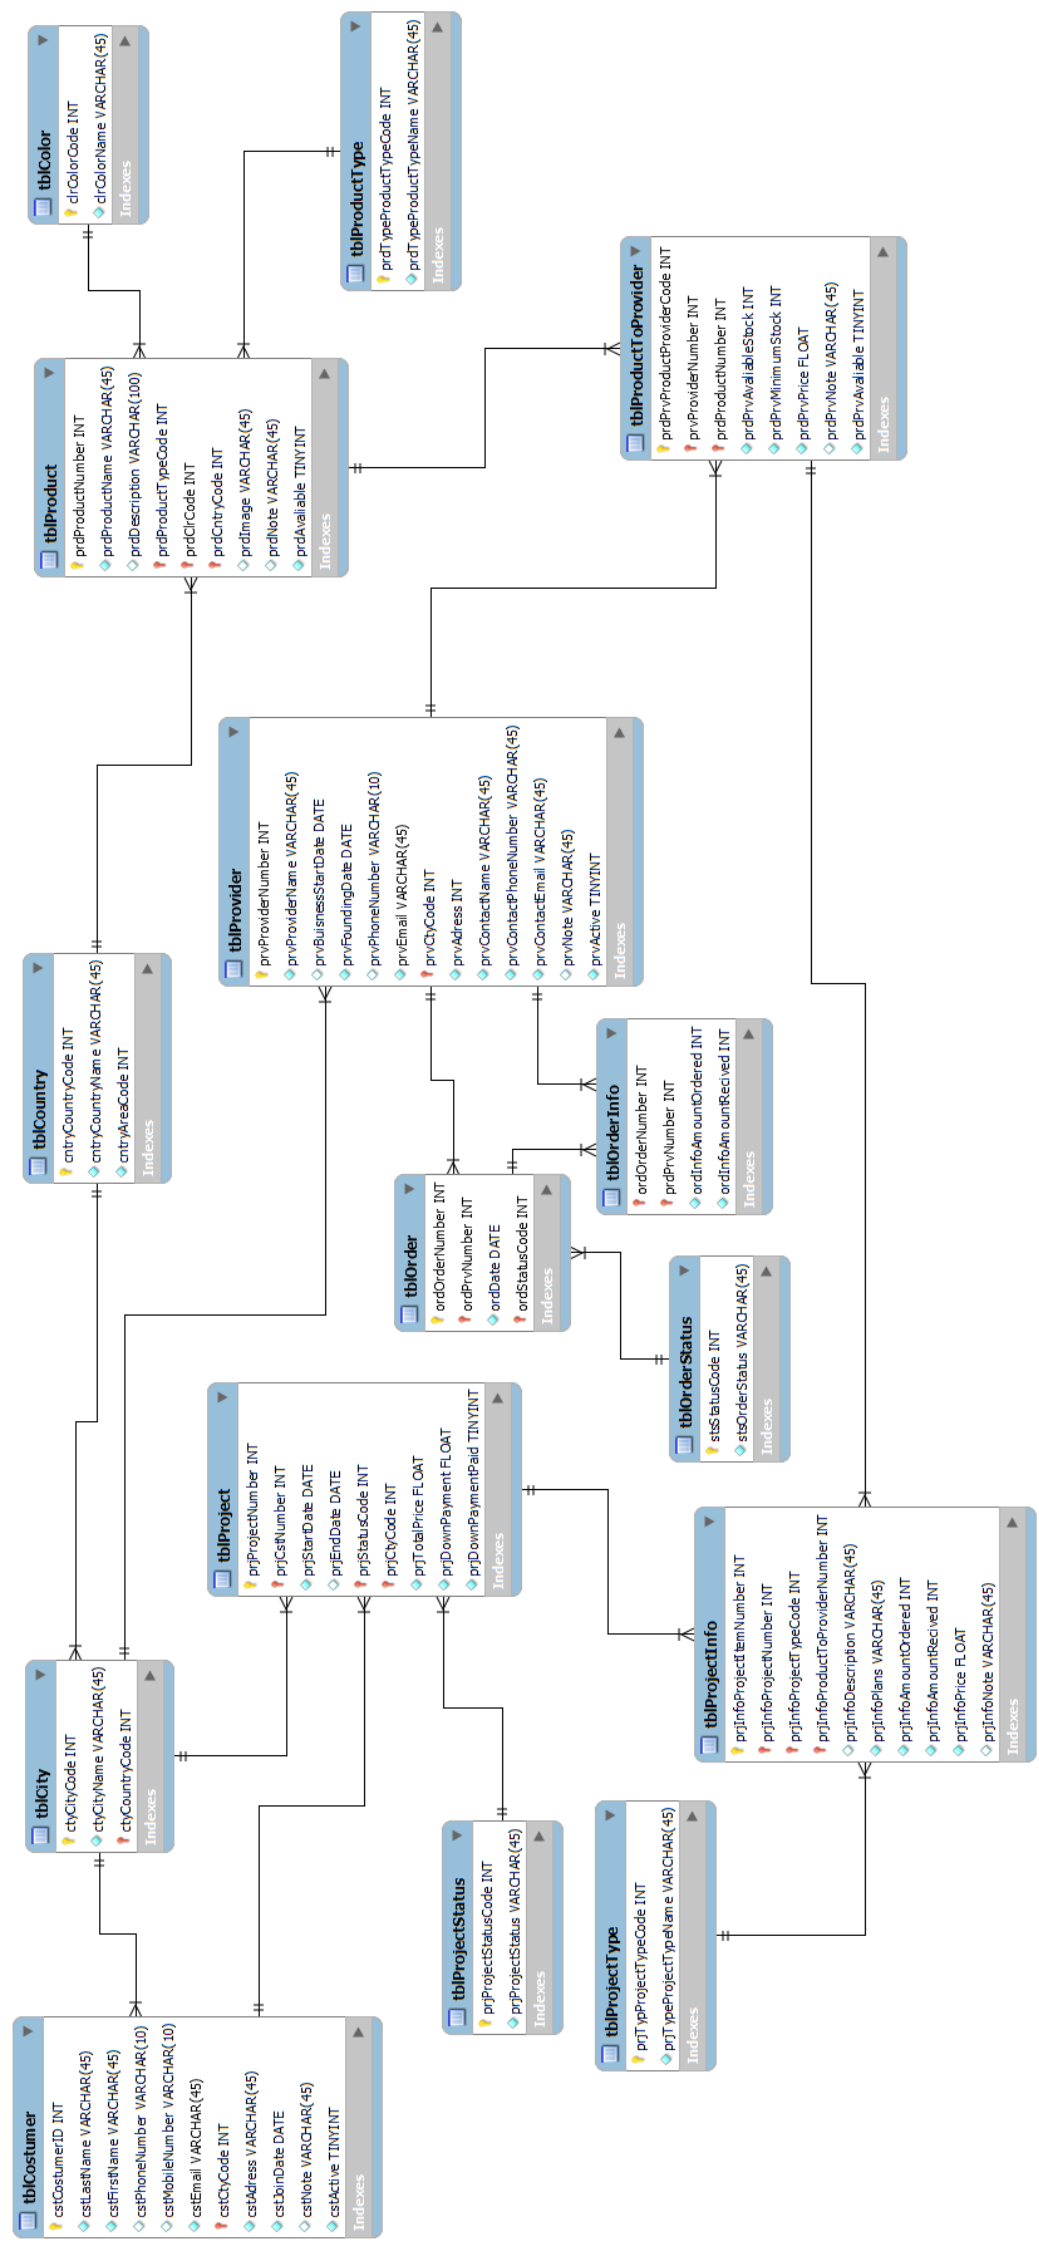 tblCostumer
cstCostumerID INT
cstLastName VARCHAR(45)
cstFirstName VARCHAR(45)
cstPhoneNumber VARCHAR(10)
cstMobileNumber VARCHAR(10)
cstEmail VARCHAR(45)
cstCtyCode INT
cstAdress VARCHAR(45)
cstJoinDate DATE
cstNote VARCHAR(45)
cstActive TINYINT
Indexes
tblCity
ctyCityCode INT
ctyCityName VARCHAR(45)
ctyCountryCode INT
Indexes
tblCountry
cntryCountryCode INT
cntryCountryName VARCHAR(45)
cntryAreaCode INT
Indexes
tblProduct
prdProductNumber INT
prdProductName VARCHAR(45)
prdDescription VARCHAR(100)
prdProductTypeCode INT
prdClrCode INT
prdCntryCode INT
prdImage VARCHAR(45)
prdNote VARCHAR(45)
prdAvaliable TINYINT
Indexes
tblColor
clrColorCode INT
clrColorName VARCHAR(45)
Indexes
tblProject
prjProjectNumber INT
prjCstNumber INT
prjStartDate DATE
prjEndDate DATE
prjStatusCode INT
prjCtyCode INT
prjTotalPrice FLOAT
prjDownPayment FLOAT
prjDownPaymentPaid TINYINT
Indexes
tblProvider
prvProviderNumber INT
prvProviderName VARCHAR(45)
prvBuisnessStartDate DATE
prvFoundingDate DATE
prvPhoneNumber VARCHAR(10)
prvEmail VARCHAR(45)
prvCtyCode INT
prvAdress INT
prvContactName VARCHAR(45)
prvContactPhoneNumber VARCHAR(45)
prvContactEmail VARCHAR(45)
prvNote VARCHAR(45)
prvActive TINYINT
Indexes
tblProductType
prdTypeProductTypeCode INT
prdTypeProductTypeName VARCHAR(45)
Indexes
tblOrder
ordOrderNumber INT
ordPrvNumber INT
ordDate DATE
ordStatusCode INT
Indexes
tblProjectStatus
prjProjectStatusCode INT
prjProjectStatus VARCHAR(45)
Indexes
tblProjectType
prjTypProjectTypeCode INT
prjTypeProjectTypeName VARCHAR(45)
Indexes
tblOrderInfo
ordOrderNumber INT
prdPrvNumber INT
ordInfoAmountOrdered INT
ordInfoAmountRecived INT
Indexes
tblProductToProvider
prdPrvProductProviderCode INT
prvProviderNumber INT
prdProductNumber INT
prdPrvAvaliableStock INT
prdPrvMinimumStock INT
prdPrvPrice FLOAT
prdPrvNote VARCHAR(45)
prdPrvAvaliable TINYINT
Indexes
tblOrderStatus
stsStatusCode INT
stsOrderStatus VARCHAR(45)
Indexes
tblProjectInfo
prjInfoProjectItemNumber INT
prjInfoProjectNumber INT
prjInfoProjectTypeCode INT
prjInfoProductToProviderNumber INT
prjInfoDescription VARCHAR(45)
prjInfoPlans VARCHAR(45)
prjInfoAmountOrdered INT
prjInfoAmountRecived INT
prjInfoPrice FLOAT
prjInfoNote VARCHAR(45)
Indexes